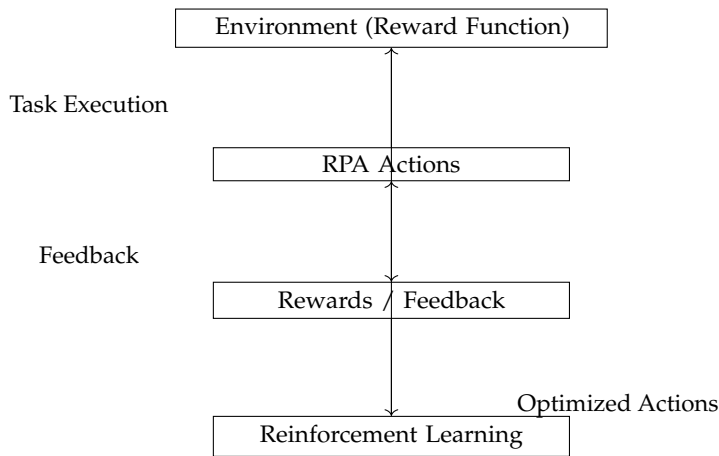 Environment (Reward Function)
Task Execution
RPA Actions
Feedback
Rewards / Feedback
Optimized Actions
Reinforcement Learning